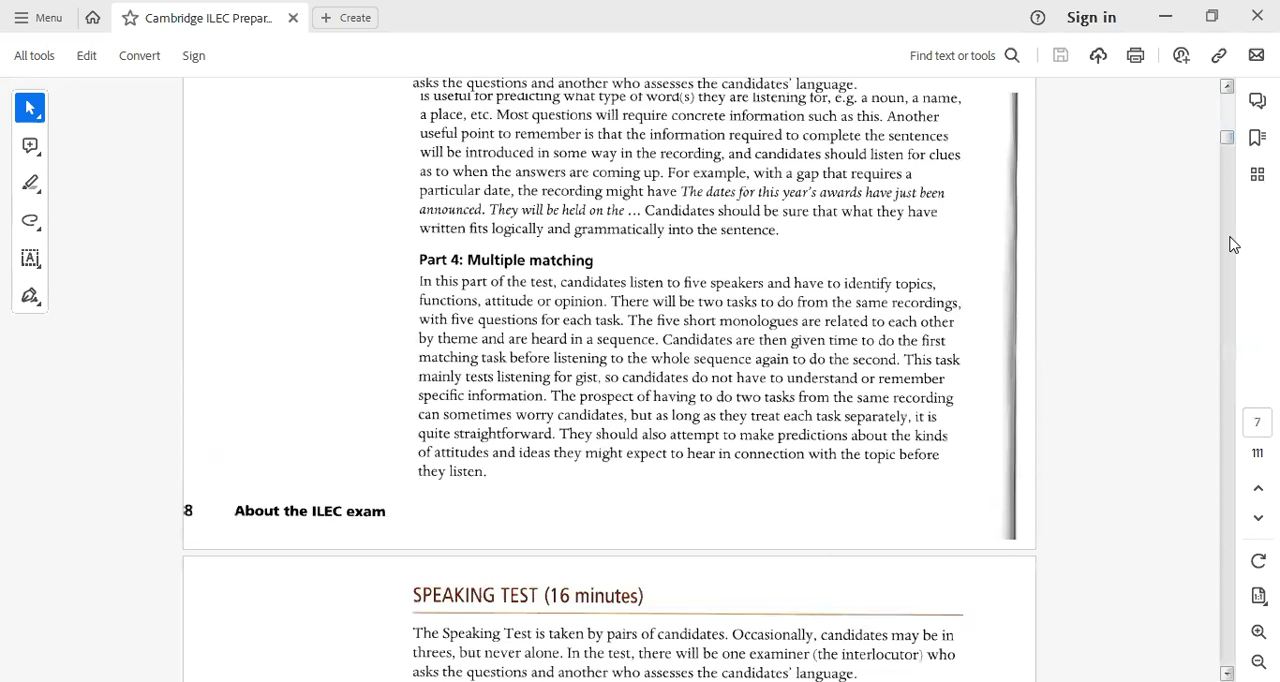 Menu
Cambridge ILEC Prepar...
Create
Sign in
All tools
Edit
Convert
Sign
Find text or tools
asks the questions and another who assesses the candidates' language.
is useful for predicting what type of word(s) they are listening for, e.g. a noun, a name,
a place, etc. Most questions will require concrete information such as this. Another
useful point to remember is that the information required to complete the sentences
will be introduced in some way in the recording, and candidates should listen for clues
as to when the answers are coming up. For example, with a gap that requires a
particular date, the recording might have The dates for this year's awards have just been
announced. They will be held on the ... Candidates should be sure that what they have
written fits logically and grammatically into the sentence.
Part 4: Multiple matching
In this part of the test, candidates listen to five speakers and have to identify topics,
functions, attitude or opinion. There will be two tasks to do from the same recordings,
with five questions for each task. The five short monologues are related to each other
by theme and are heard in a sequence. Candidates are then given time to do the first
matching task before listening to the whole sequence again to do the second. This task
mainly tests listening for gist, so candidates do not have to understand or remember
specific information. The prospect of having to do two tasks from the same recording
can sometimes worry candidates, but as long as they treat each task separately, it is
quite straightforward. They should also attempt to make predictions about the kinds
of attitudes and ideas they might expect to hear in connection with the topic before
they listen.
8 About the ILEC exam
SPEAKING TEST (16 minutes)
The Speaking Test is taken by pairs of candidates. Occasionally, candidates may be in
threes, but never alone. In the test, there will be one examiner (the interlocutor) who
asks the questions and another who assesses the candidates' language.
7
111